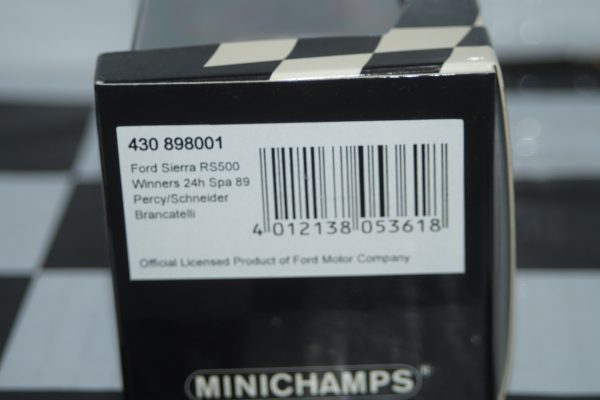 430 898001
Ford Sierra RS500
Winners 24h Spa 89
Percy/Schneider
Brancatelli
4 012138 053618
Official Licensed Product of Ford Motor Company
MINICHAMPS®